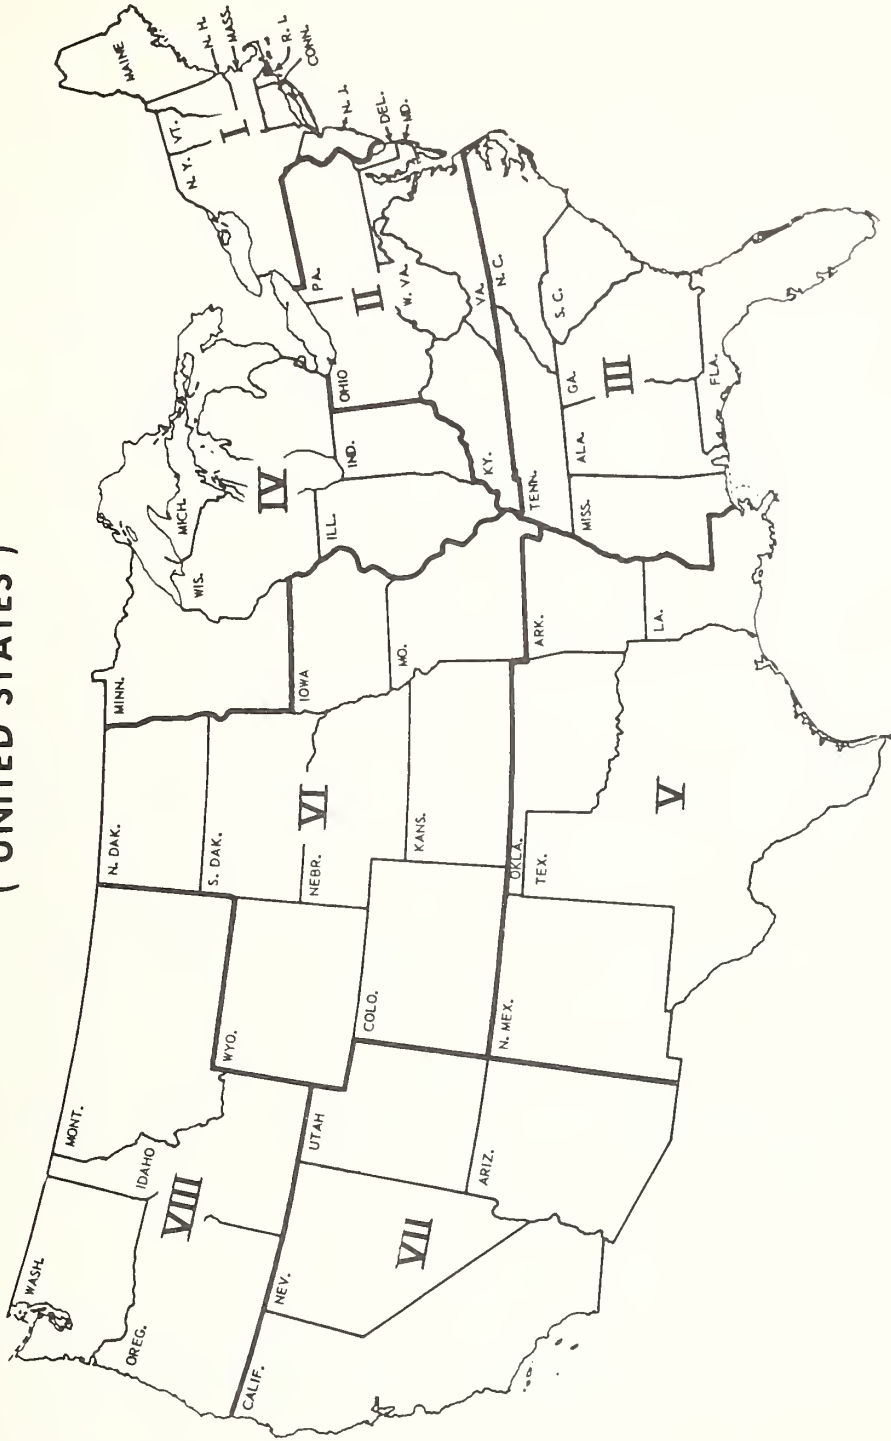 ( UNITED STATES )
WASH.
OREG.
CALIF.
NEV.
IDAHO
MONT.
VIII
UTAH
VII
ARIZ.
WYO.
COLO.
N. MEX.
N. DAK.
S. DAK.
NEBR.
VI
KANS.
OKLA.
TEX.
V
MINN.
IOWA
MO.
ARK.
LA.
WIS.
MICH.
IV
ILL.
IND.
OHIO
KY.
TENN.
MISS.
ALA.
GA.
III
FLA.
S. C.
N. C.
VA.
W. VA.
II
PA.
N. Y.
VT.
I
MAINE
N. H.
MASS.
R. I.
CONN.
N. J.
DEL.
MD.